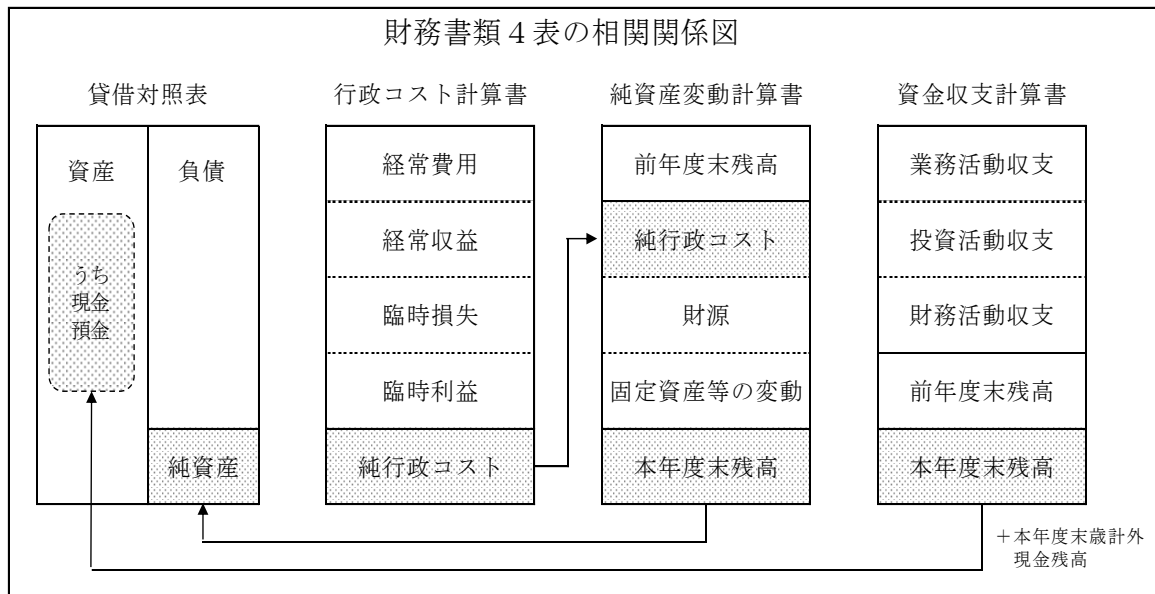 財務書類4表の相関関係図
貸借対照表
資産
負債
うち
現金
預金
純資産
行政コスト計算書
経常費用
経常収益
臨時損失
臨時利益
純行政コスト
純資産変動計算書
前年度末残高
純行政コスト
財源
固定資産等の変動
本年度末残高
資金収支計算書
業務活動収支
投資活動収支
財務活動収支
前年度末残高
本年度末残高
+本年度末歳計外
現金残高